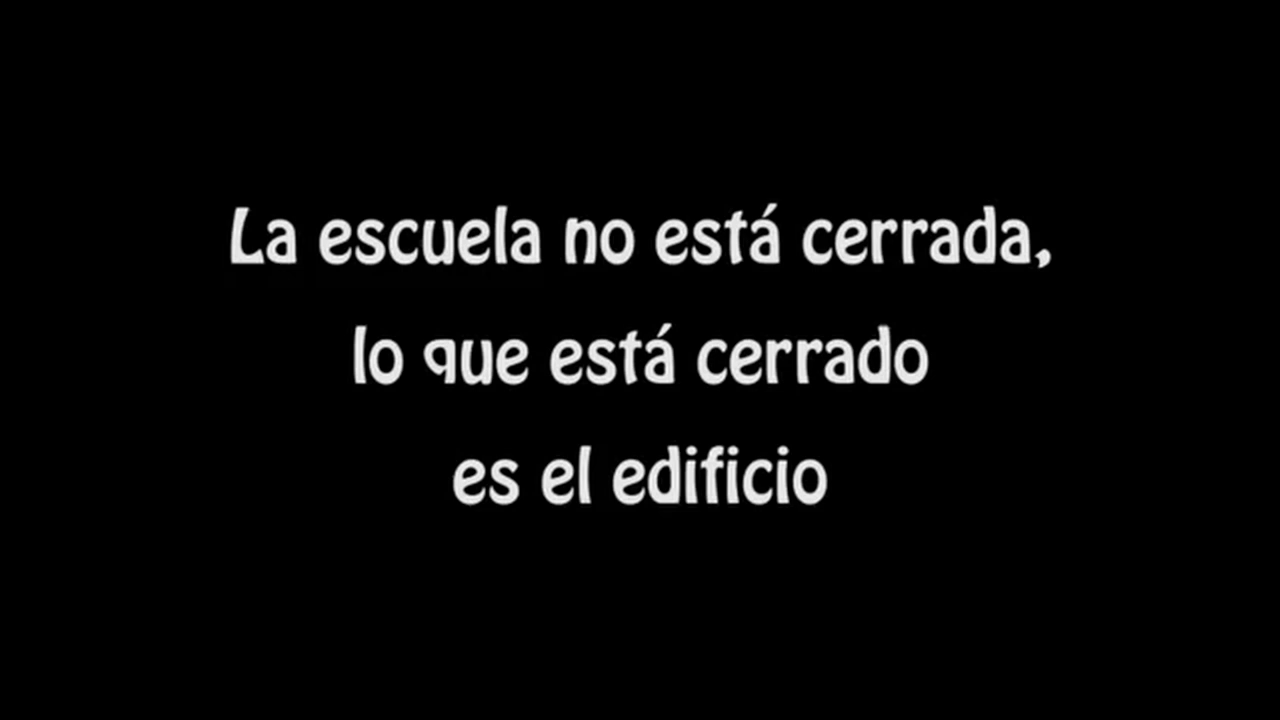 La escuela no está cerrada,
lo que está cerrado
es el edificio